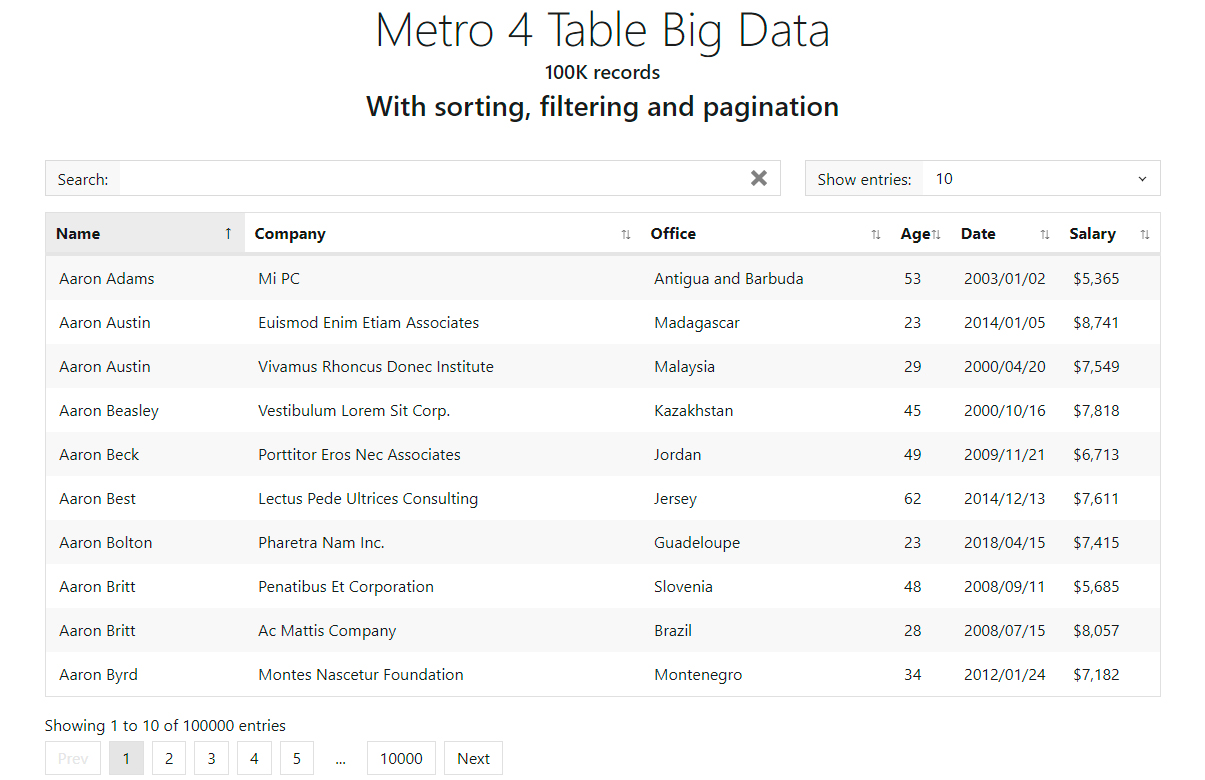 Metro 4 Table Big Data
100K records
With sorting, filtering and pagination
Search: Show entries: 10
Name Company Office Age Date Salary
Aaron Adams Mi PC Antigua and Barbuda 53 2003/01/02 $5,365
Aaron Austin Euismod Enim Etiam Associates Madagascar 23 2014/01/05 $8,741
Aaron Austin Vivamus Rhoncus Donec Institute Malaysia 29 2000/04/20 $7,549
Aaron Beasley Vestibulum Lorem Sit Corp. Kazakhstan 45 2000/10/16 $7,818
Aaron Beck Porttitor Eros Nec Associates Jordan 49 2009/11/21 $6,713
Aaron Best Lectus Pede Ultrices Consulting Jersey 62 2014/12/13 $7,611
Aaron Bolton Pharetra Nam Inc. Guadeloupe 23 2018/04/15 $7,415
Aaron Britt Penatibus Et Corporation Slovenia 48 2008/09/11 $5,685
Aaron Britt Ac Mattis Company Brazil 28 2008/07/15 $8,057
Aaron Byrd Montes Nascetur Foundation Montenegro 34 2012/01/24 $7,182
Showing 1 to 10 of 100000 entries
Prev 1 2 3 4 5 ... 10000 Next